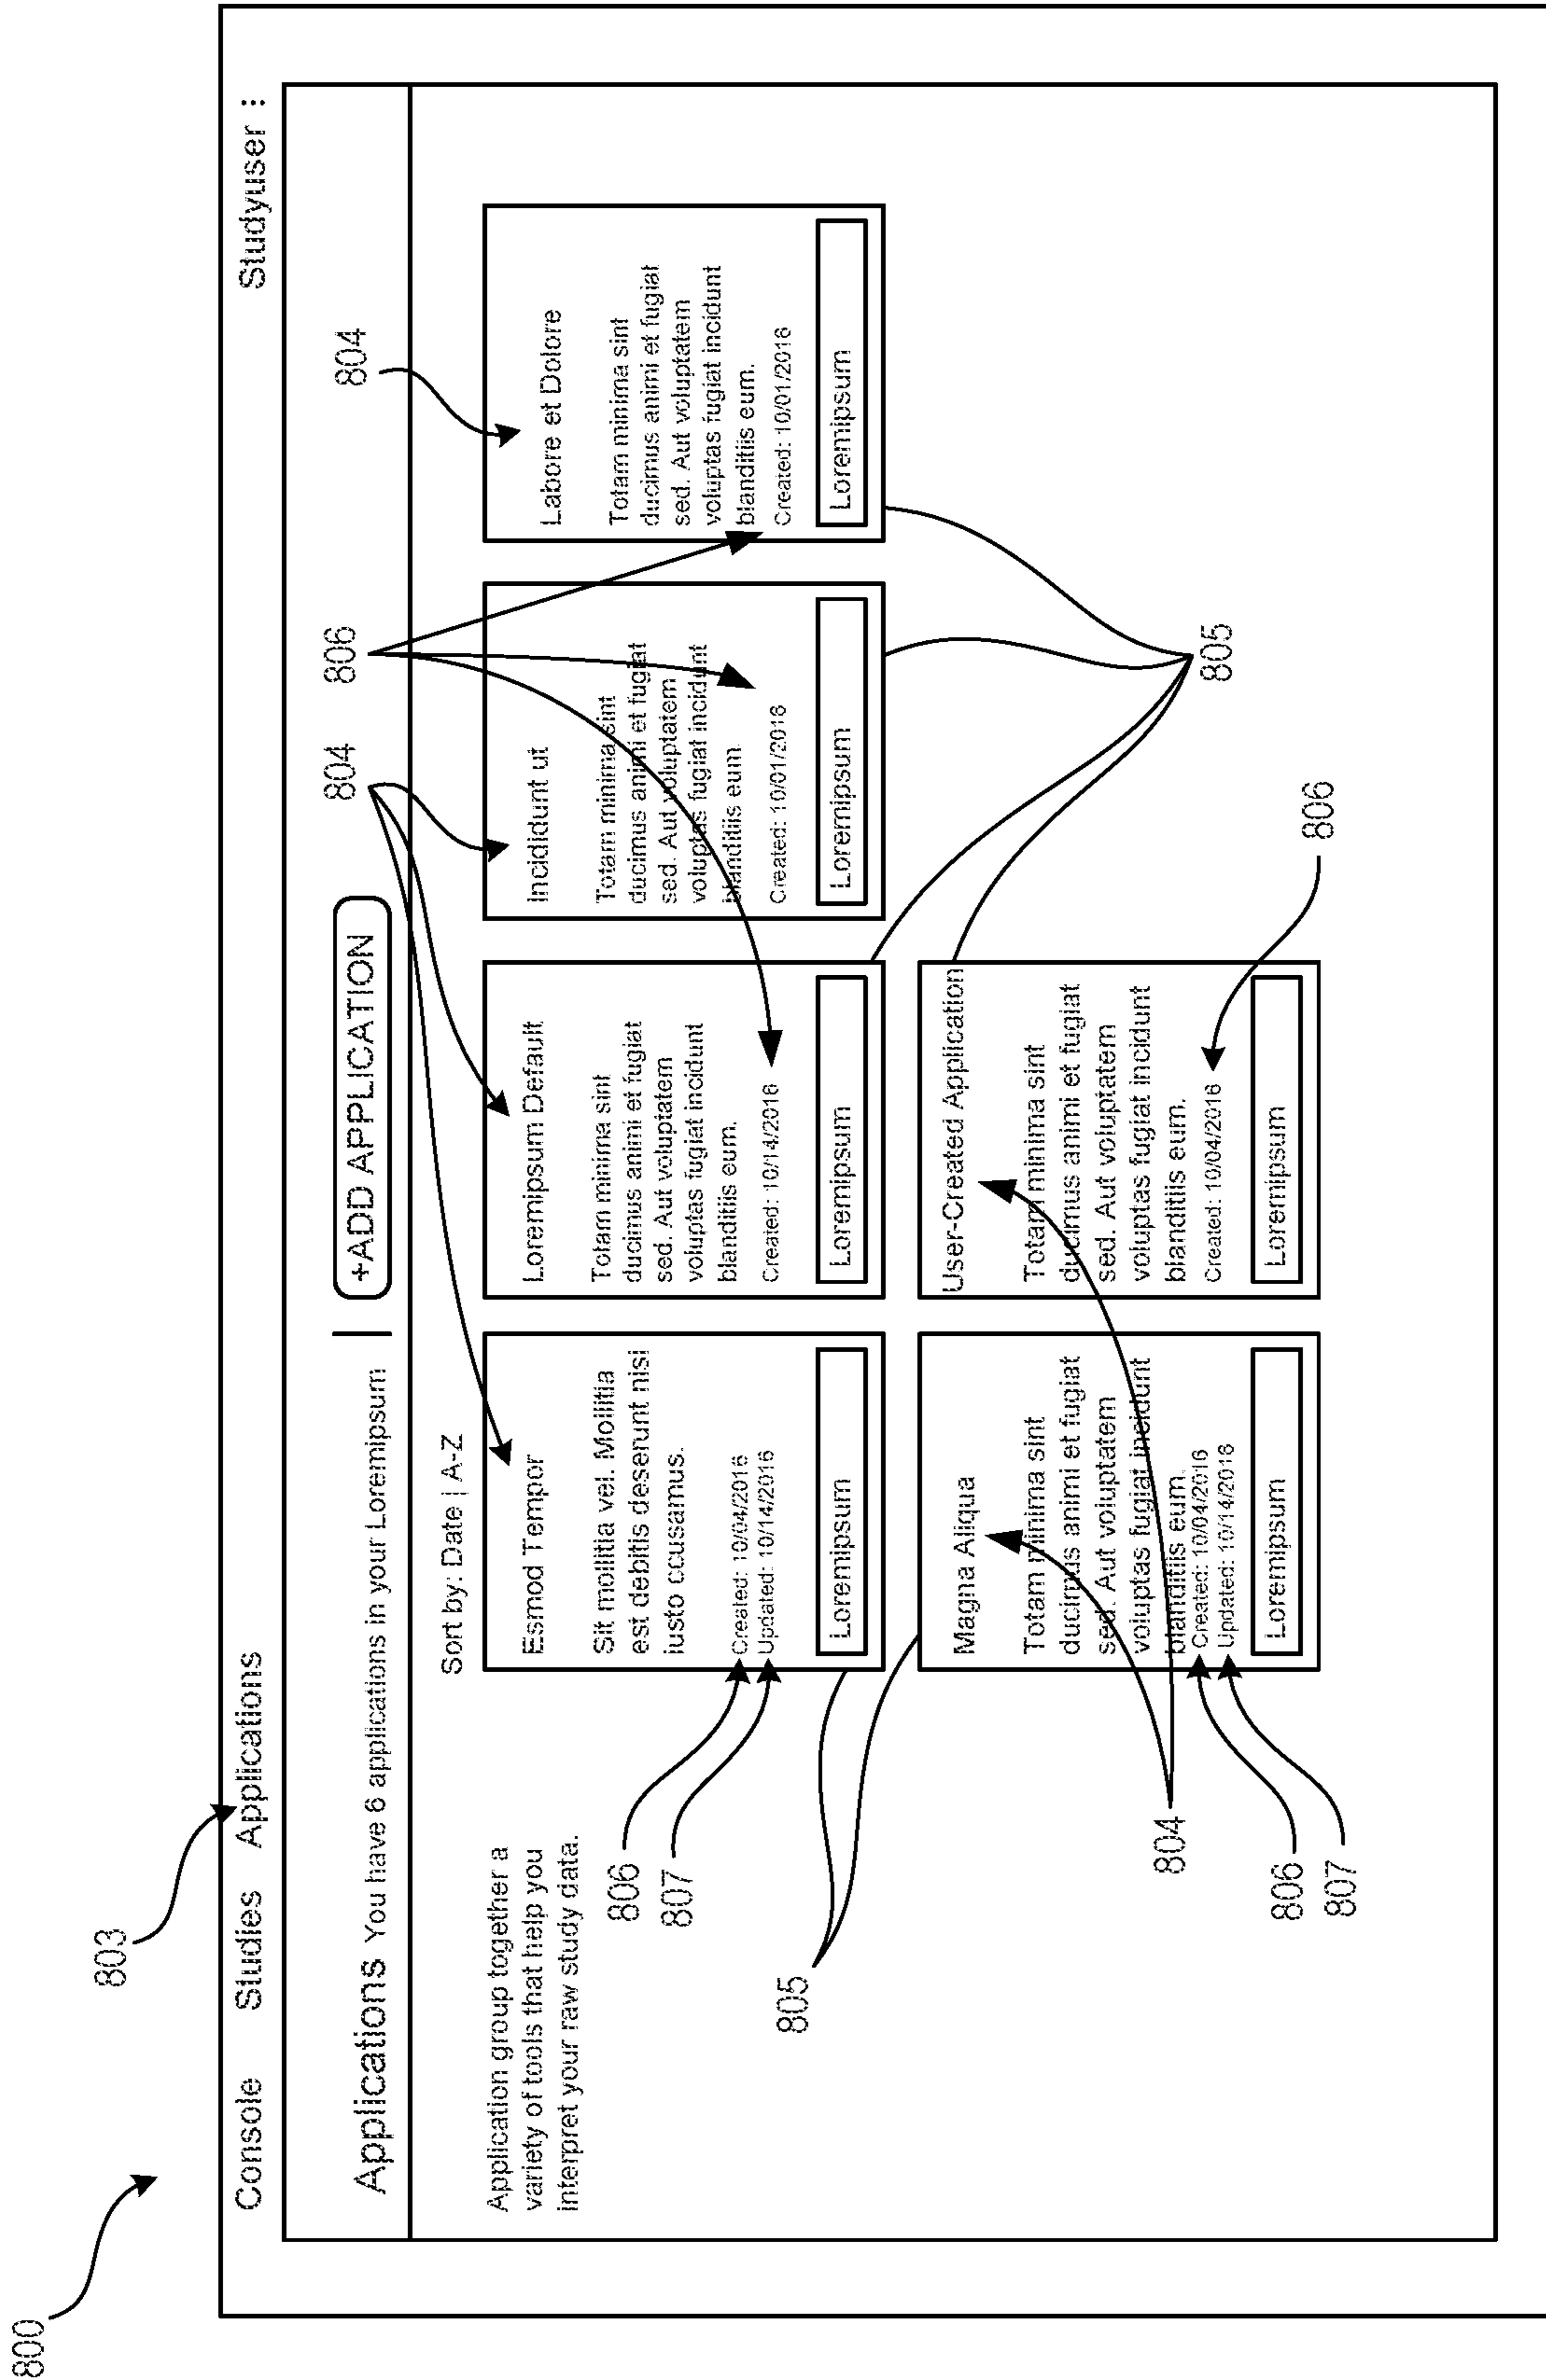 800
803
Console Studies Applications Studyuser :
Applications You have 6 applications in your Loremipsum
+ADD APPLICATION
804
806
804
Application group together a
variety of tools that help you
interpret your raw study data.
Sort by: Date | A-Z
Esmod Tempor
Sit mollitia vel. Mollitia
est debitis deserunt nisi
iusto ccusamus.
Created: 10/04/2016
Updated: 10/14/2016
Loremipsum
806
807
Loremipsum Default
Totam minima sint
ducimus animi et fugiat
sed. Aut voluptatem
voluptas fugiat incidunt
blanditiis eum.
Created: 10/14/2016
Loremipsum
Incididunt ut
Totam minima sint
ducimus animi et fugiat
sed. Aut voluptatem
voluptas fugiat incidunt
blanditiis eum.
Created: 10/01/2016
Loremipsum
Labore et Dolore
Totam minima sint
ducimus animi et fugiat
sed. Aut voluptatem
voluptas fugiat incidunt
blanditiis eum.
Created: 10/01/2016
Loremipsum
805
Magna Aliqua
Totam minima sint
ducimus animi et fugiat
sed. Aut voluptatem
voluptas fugiat incidunt
blanditiis eum.
Created: 10/04/2016
Updated: 10/14/2016
Loremipsum
804
806
807
User-Created Application
Totam minima sint
ducimus animi et fugiat
sed. Aut voluptatem
voluptas fugiat incidunt
blanditiis eum.
Created: 10/04/2016
Loremipsum
805
806